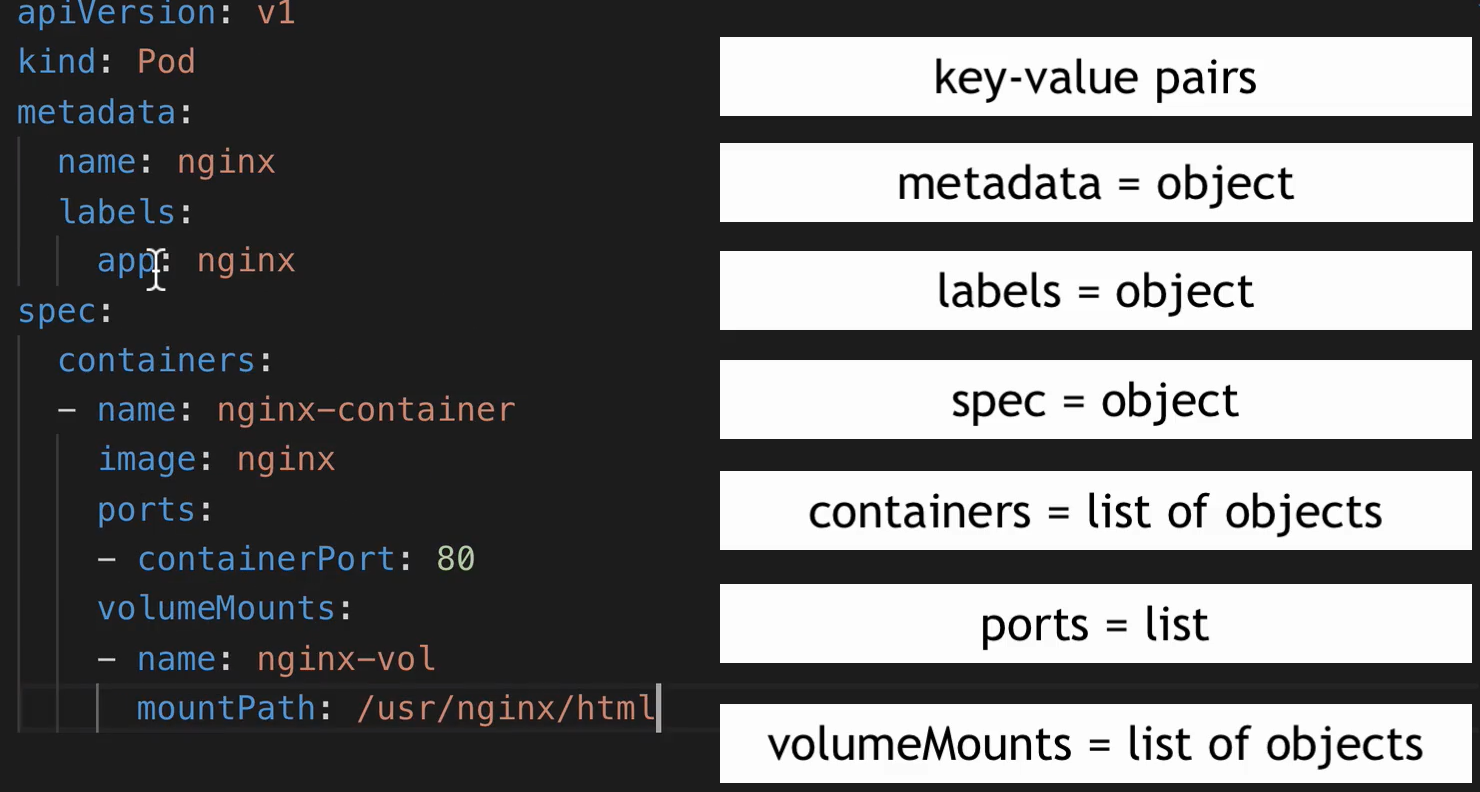 apiVersion: v1
kind: Pod
metadata:
  name: nginx
  labels:
    app: nginx
spec:
  containers:
  - name: nginx-container
    image: nginx
    ports:
    - containerPort: 80
    volumeMounts:
    - name: nginx-vol
      mountPath: /usr/nginx/html
key-value pairs
metadata = object
labels = object
spec = object
containers = list of objects
ports = list
volumeMounts = list of objects